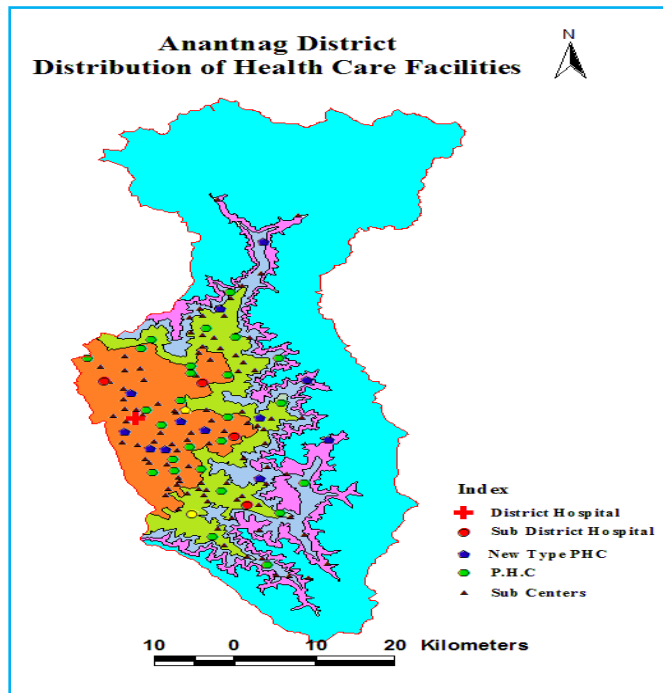 Anantnag District
Distribution of Health Care Facilities
N
Index
District Hospital
Sub District Hospital
New Type PHC
P.H.C
Sub Centers
10 0 10 20 Kilometers